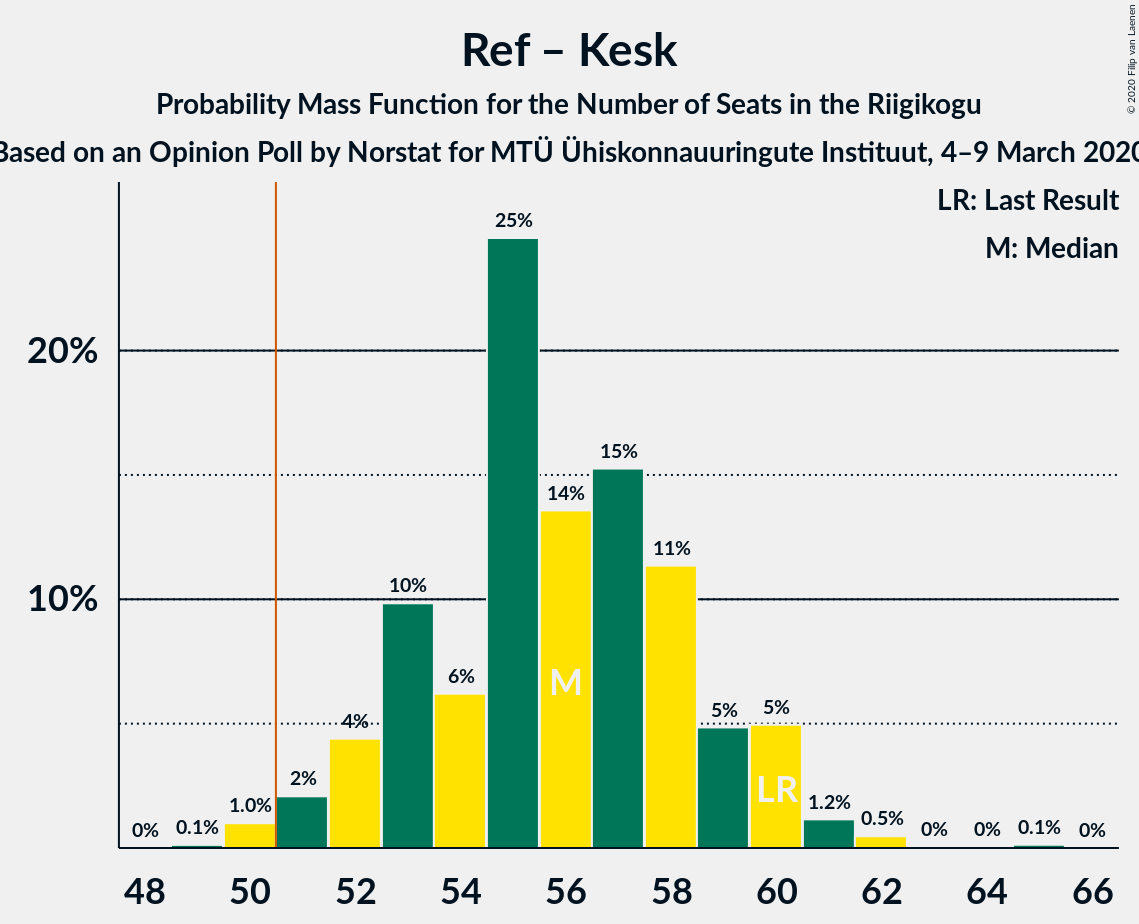 Ref – Kesk
Probability Mass Function for the Number of Seats in the Riigikogu
Based on an Opinion Poll by Norstat for MTÜ Ühiskonnauuringute Instituut, 4–9 March 2020
© 2020 Filip van Laenen
LR: Last Result
M: Median
20%
10%
0%
0.1%
1.0%
2%
4%
10%
6%
25%
14%
15%
11%
5%
5%
1.2%
0.5%
0%
0%
0.1%
0%
M
LR
48 50 52 54 56 58 60 62 64 66